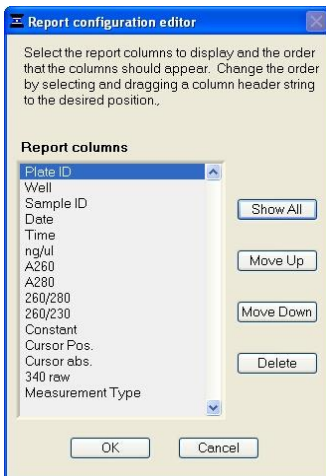 Report configuration editor
Select the report columns to display and the order
that the columns should appear. Change the order
by selecting and dragging a column header string
to the desired position.,
Report columns
Plate ID
Well
Sample ID
Date
Time
ng/ul
A260
A280
260/280
260/230
Constant
Cursor Pos.
Cursor abs.
340 raw
Measurement Type
Show All
Move Up
Move Down
Delete
OK
Cancel